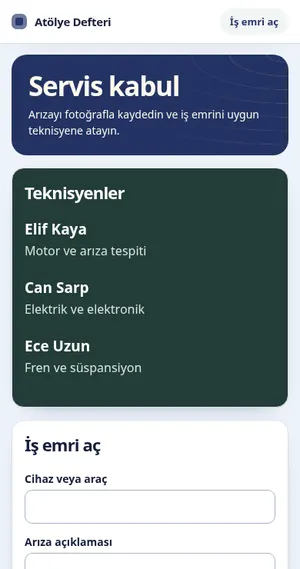 Atölye Defteri
İş emri aç
Servis kabul
Arızayı fotoğrafla kaydedin ve iş emrini uygun
teknisyene atayın.
Teknisyenler
Elif Kaya
Motor ve arıza tespiti
Can Sarp
Elektrik ve elektronik
Ece Uzun
Fren ve süspansiyon
İş emri aç
Cihaz veya araç
Arıza açıklaması